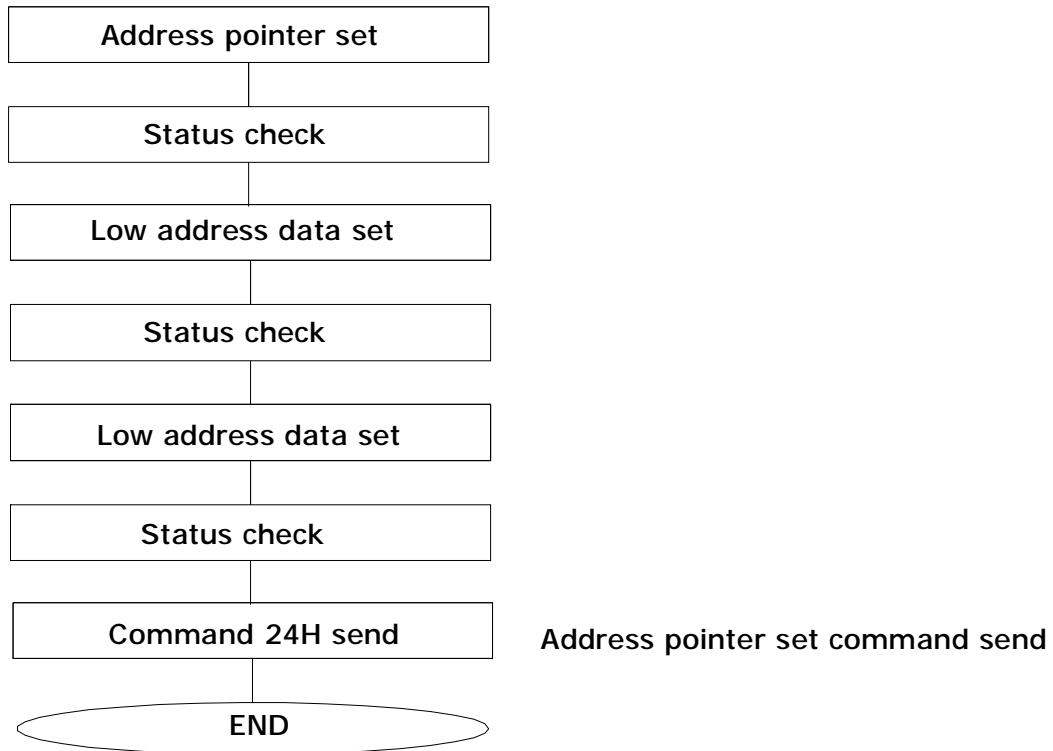 Address pointer set
Status check
Low address data set
Status check
Low address data set
Status check
Command 24H send
Address pointer set command send
END